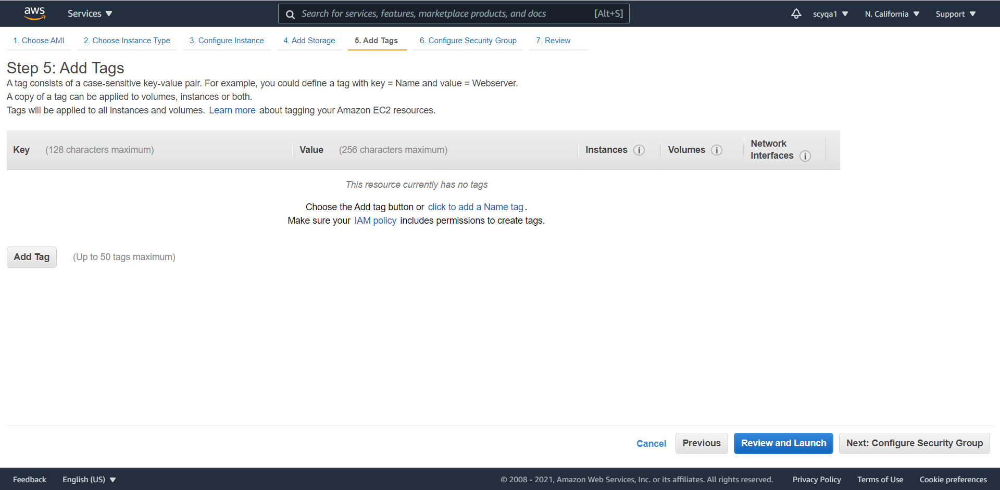 aws Services Search for services, features, marketplace products, and docs [Alt+S] scyqa1 N. California Support
1. Choose AMI 2. Choose Instance Type 3. Configure Instance 4. Add Storage 5. Add Tags 6. Configure Security Group 7. Review
Step 5: Add Tags
A tag consists of a case-sensitive key-value pair. For example, you could define a tag with key = Name and value = Webserver.
A copy of a tag can be applied to volumes, instances or both.
Tags will be applied to all instances and volumes. Learn more about tagging your Amazon EC2 resources.
Key (128 characters maximum) Value (256 characters maximum) Instances Volumes Network
Interfaces
This resource currently has no tags
Choose the Add tag button or click to add a Name tag.
Make sure your IAM policy includes permissions to create tags.
Add Tag (Up to 50 tags maximum)
Cancel Previous Review and Launch Next: Configure Security Group
Feedback English (US) © 2008 - 2021, Amazon Web Services, Inc. or its affiliates. All rights reserved. Privacy Policy Terms of Use Cookie preferences